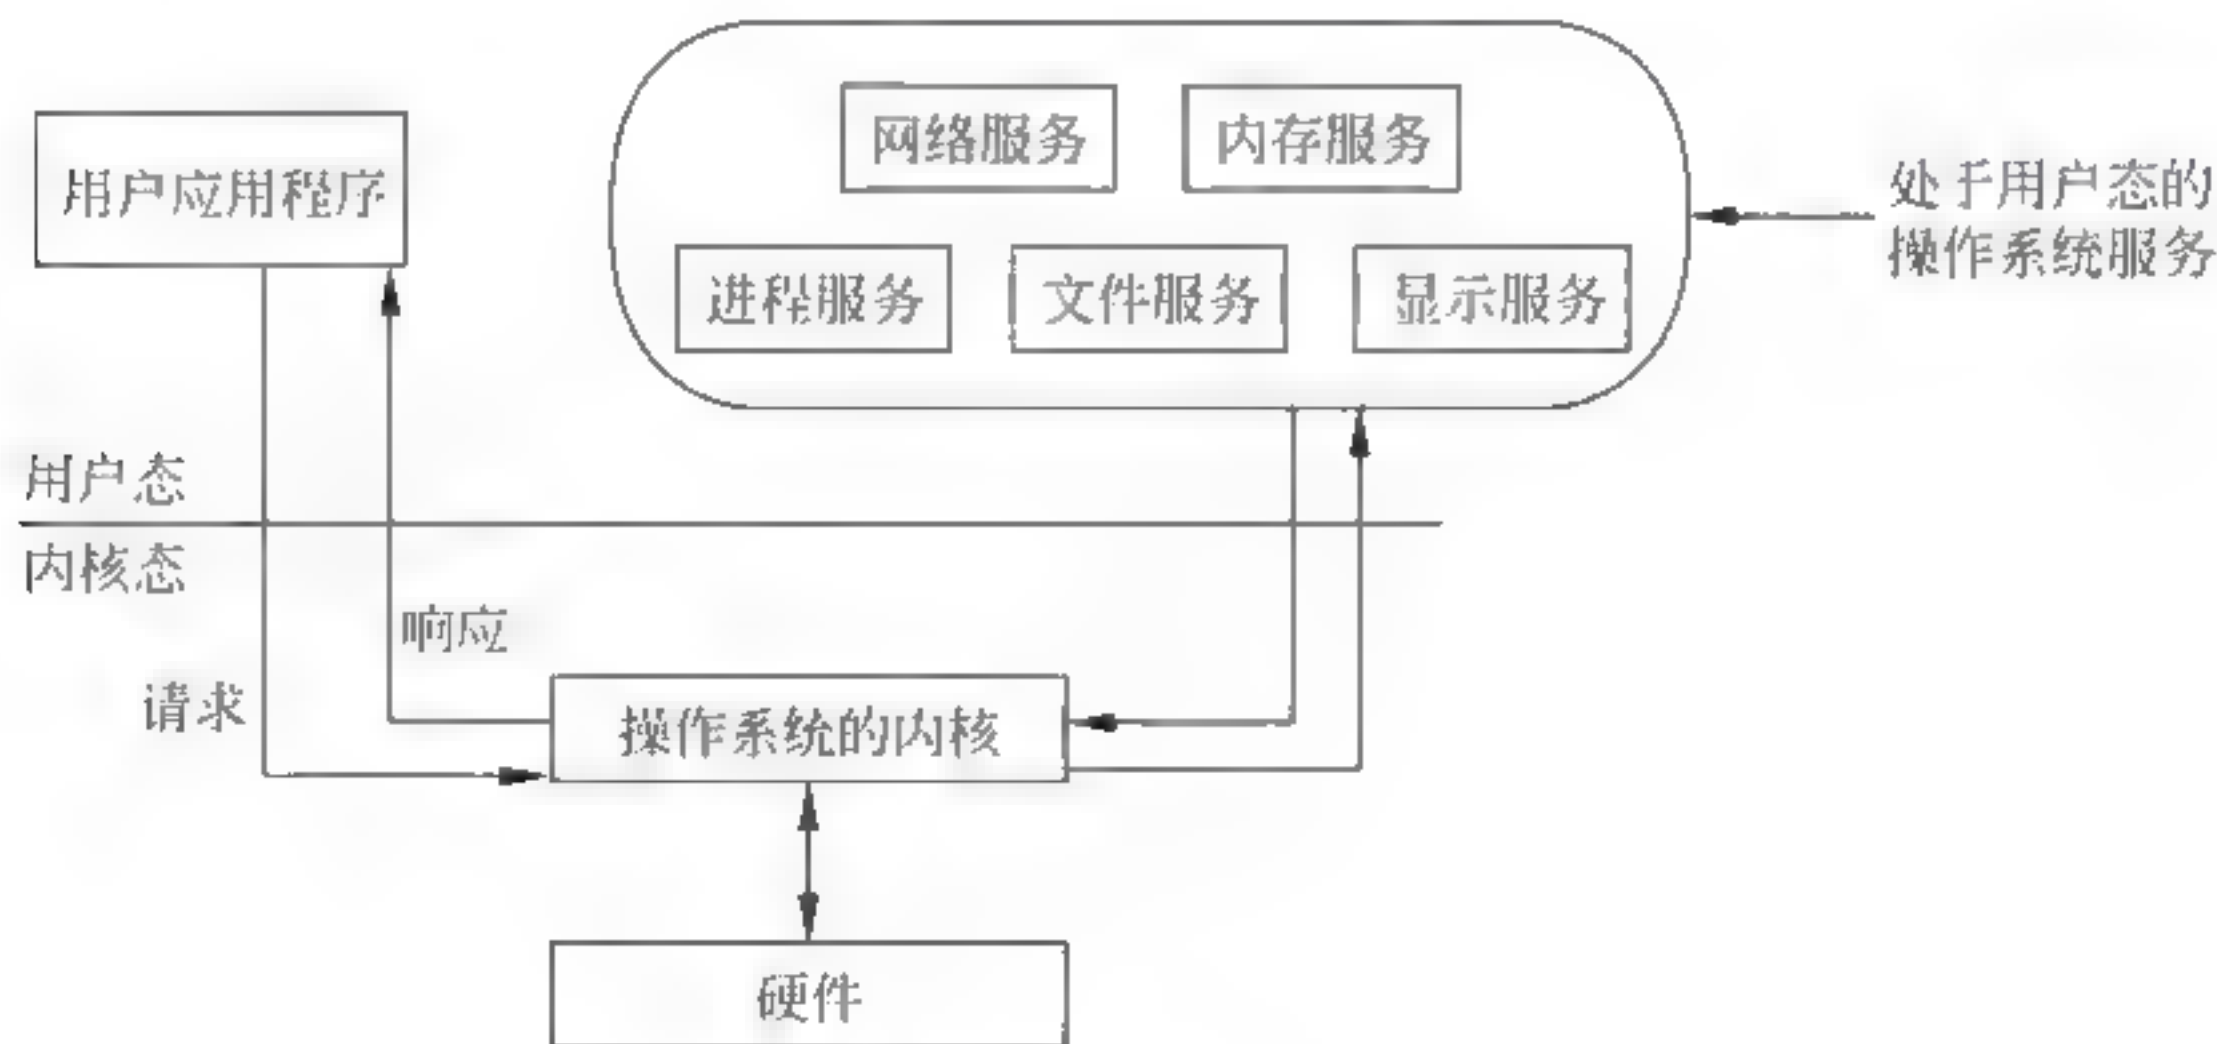 网络服务
内存服务
用户应用程序
处于用户态的
操作系统服务
进程服务
文件服务
显示服务
用户态
内核态
响应
请求
操作系统的内核
硬件